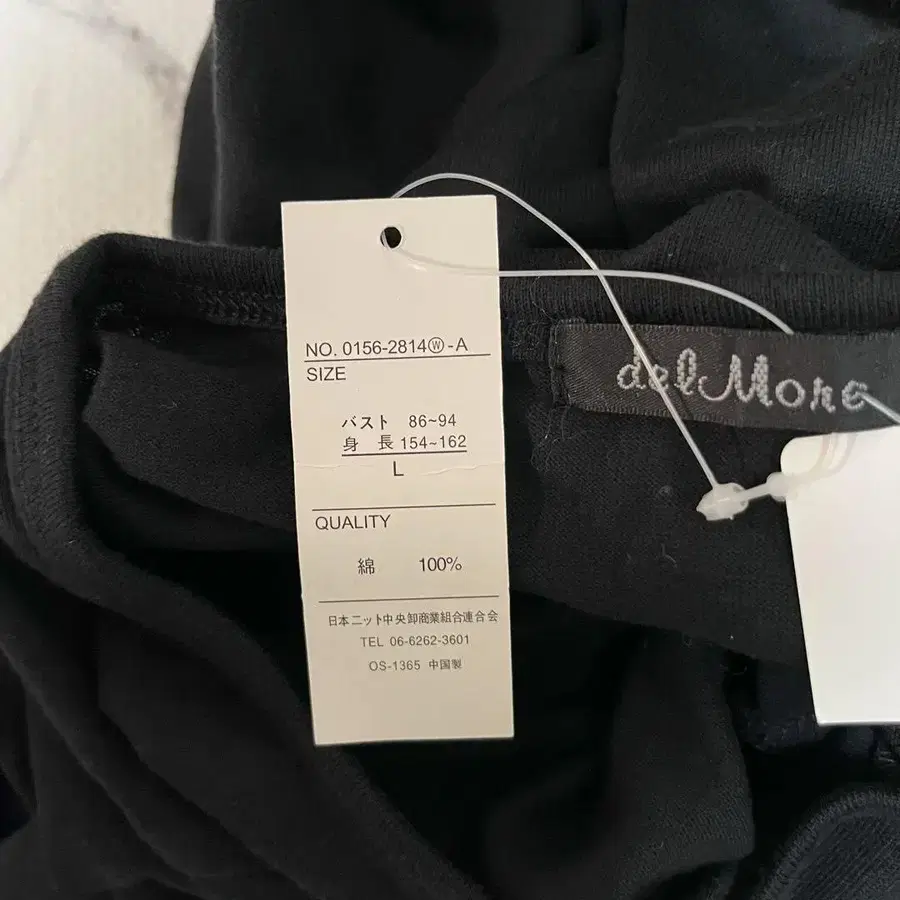 NO. 0156-2814Ⓦ-A
SIZE
バスト 86~94
身 長 154~162
L
QUALITY
綿 100%
日本ニット中央卸商業組合連合会
TEL 06-6262-3601
OS-1365 中国製
delMore